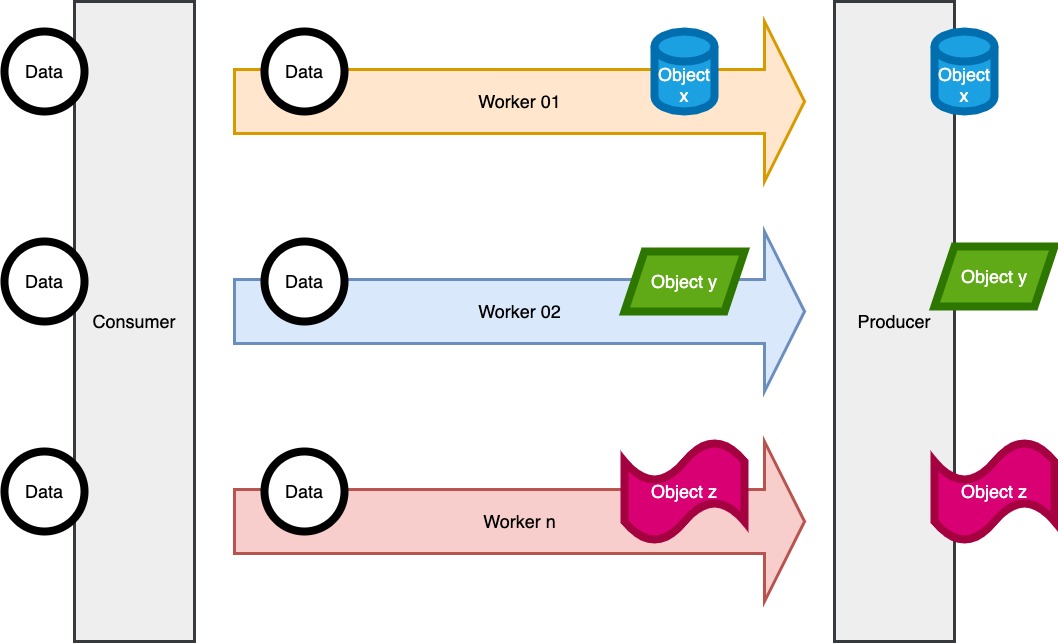 Data
Data
Object
x
Object
x
Worker 01
Data
Data
Object y
Object y
Worker 02
Consumer
Producer
Data
Data
Object z
Object z
Worker n